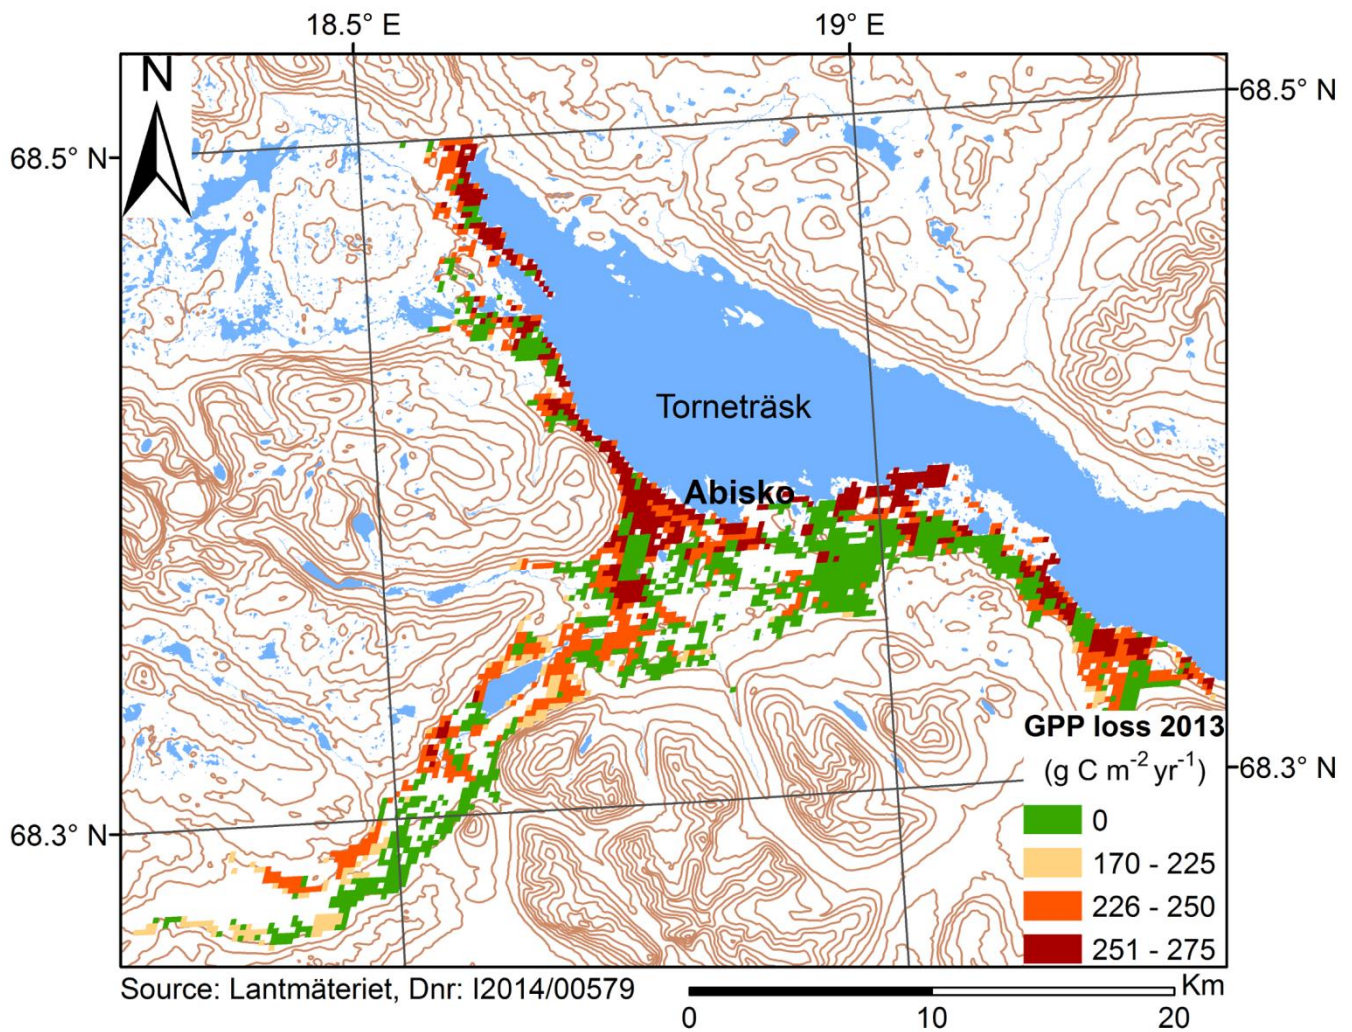 18.5° E
19° E
N
68.5° N
68.5° N
Torneträsk
Abisko
GPP loss 2013
(g C m⁻² yr⁻¹)
68.3° N
0
68.3° N
170 - 225
226 - 250
251 - 275
Source: Lantmäteriet, Dnr: I2014/00579
Km
0
10
20